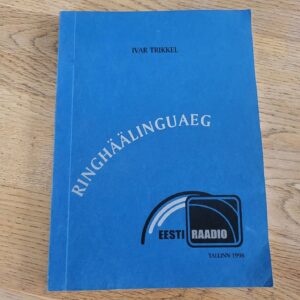 IVAR TRIKKEL
RINGHÄÄLINGUAEG
EESTI RAADIO
TALLINN 1998